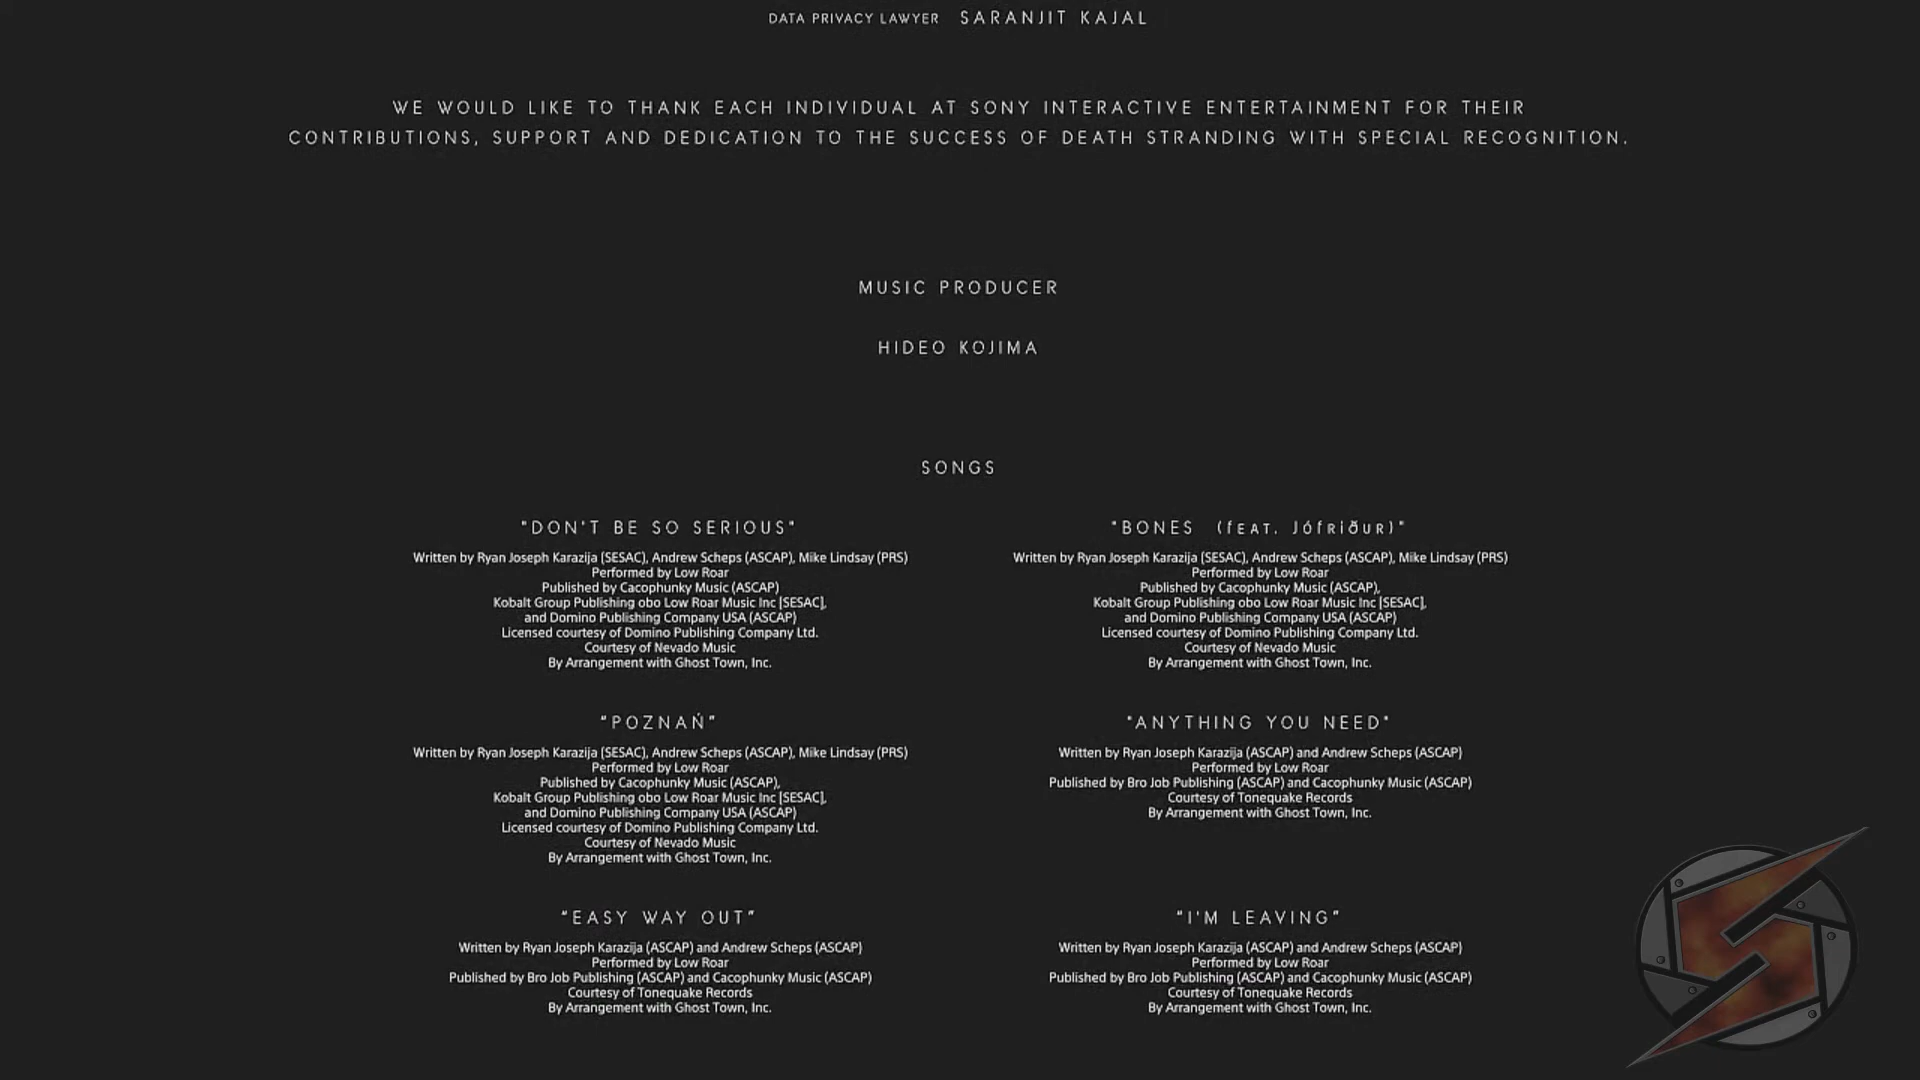 DATA PRIVACY LAWYER SARANJIT KAJAL
WE WOULD LIKE TO THANK EACH INDIVIDUAL AT SONY INTERACTIVE ENTERTAINMENT FOR THEIR
CONTRIBUTIONS, SUPPORT AND DEDICATION TO THE SUCCESS OF DEATH STRANDING WITH SPECIAL RECOGNITION.
MUSIC PRODUCER
HIDEO KOJIMA
SONGS
"DON'T BE SO SERIOUS"
Written by Ryan Joseph Karazija (SESAC), Andrew Scheps (ASCAP), Mike Lindsay (PRS)
Performed by Low Roar
Published by Cacophunky Music (ASCAP)
Kobalt Group Publishing obo Low Roar Music Inc [SESAC],
and Domino Publishing Company USA (ASCAP)
Licensed courtesy of Domino Publishing Company Ltd.
Courtesy of Nevado Music
By Arrangement with Ghost Town, Inc.
"BONES (fEAT. Jófriður)"
Written by Ryan Joseph Karazija (SESAC), Andrew Scheps (ASCAP), Mike Lindsay (PRS)
Performed by Low Roar
Published by Cacophunky Music (ASCAP),
Kobalt Group Publishing obo Low Roar Music Inc [SESAC],
and Domino Publishing Company USA (ASCAP)
Licensed courtesy of Domino Publishing Company Ltd.
Courtesy of Nevado Music
By Arrangement with Ghost Town, Inc.
"POZNAŃ"
Written by Ryan Joseph Karazija (SESAC), Andrew Scheps (ASCAP), Mike Lindsay (PRS)
Performed by Low Roar
Published by Cacophunky Music (ASCAP),
Kobalt Group Publishing obo Low Roar Music Inc [SESAC],
and Domino Publishing Company USA (ASCAP)
Licensed courtesy of Domino Publishing Company Ltd.
Courtesy of Nevado Music
By Arrangement with Ghost Town, Inc.
"ANYTHING YOU NEED"
Written by Ryan Joseph Karazija (ASCAP) and Andrew Scheps (ASCAP)
Performed by Low Roar
Published by Bro Job Publishing (ASCAP) and Cacophunky Music (ASCAP)
Courtesy of Tonequake Records
By Arrangement with Ghost Town, Inc.
"EASY WAY OUT"
Written by Ryan Joseph Karazija (ASCAP) and Andrew Scheps (ASCAP)
Performed by Low Roar
Published by Bro Job Publishing (ASCAP) and Cacophunky Music (ASCAP)
Courtesy of Tonequake Records
By Arrangement with Ghost Town, Inc.
"I'M LEAVING"
Written by Ryan Joseph Karazija (ASCAP) and Andrew Scheps (ASCAP)
Performed by Low Roar
Published by Bro Job Publishing (ASCAP) and Cacophunky Music (ASCAP)
Courtesy of Tonequake Records
By Arrangement with Ghost Town, Inc.